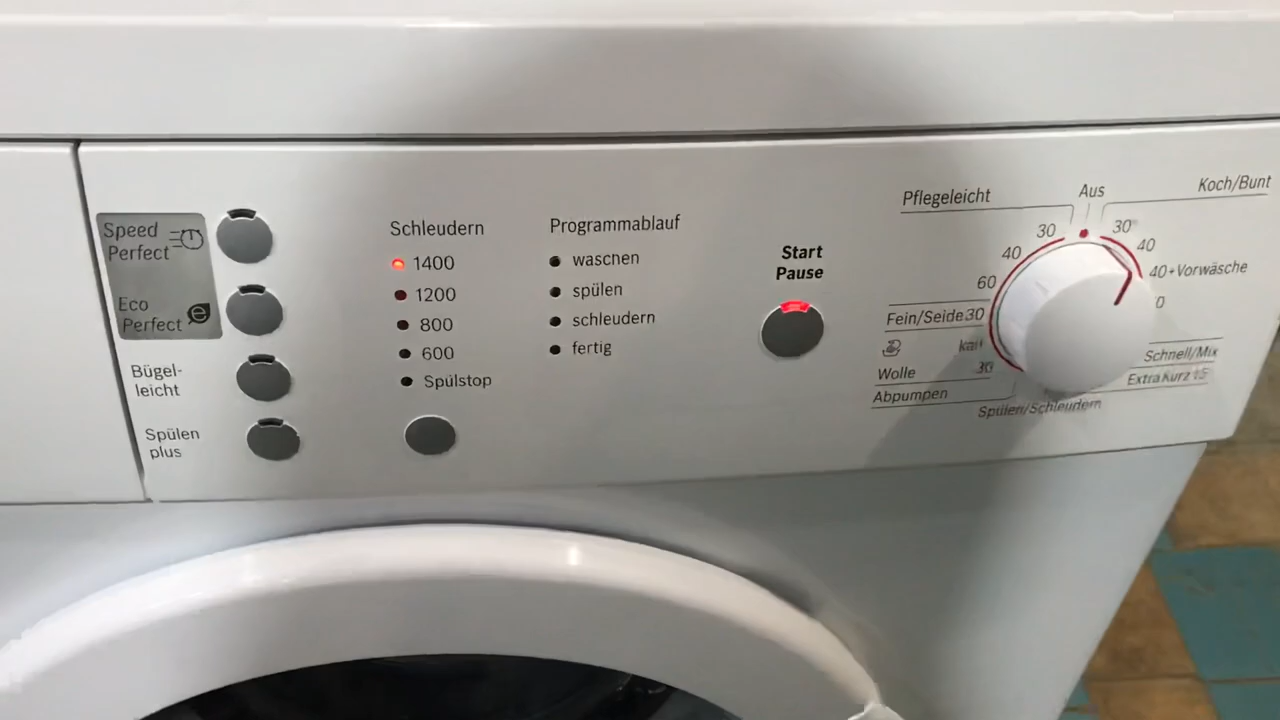 Speed
Perfect
Eco
Perfect
Bügel-
leicht
Spülen
plus
Schleudern
1400
1200
800
600
Spülstop
Programmablauf
waschen
spülen
schleudern
fertig
Start
Pause
Pflegeleicht
Aus
Koch/Bunt
30
40
60
Fein/Seide 30
Wolle
30
Abpumpen
Spülen/Schleudern
30°
40
40+Vorwäsche
Schnell/Mix
Extra Kurz 15